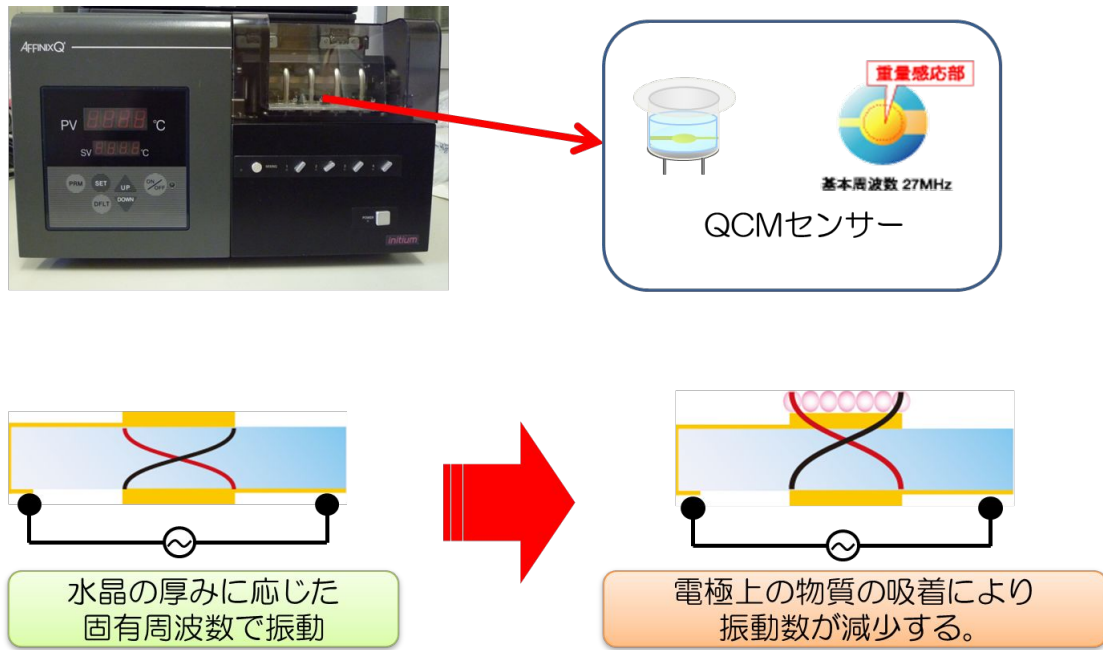 AFFINIXQ
PV
℃
SV
℃
PRM
SET
UP
ON/OFF
DFLT
DOWN
POWER
initium
重量感応部
基本周波数 27MHz
QCMセンサー
水晶の厚みに応じた
固有周波数で振動
電極上の物質の吸着により
振動数が減少する。